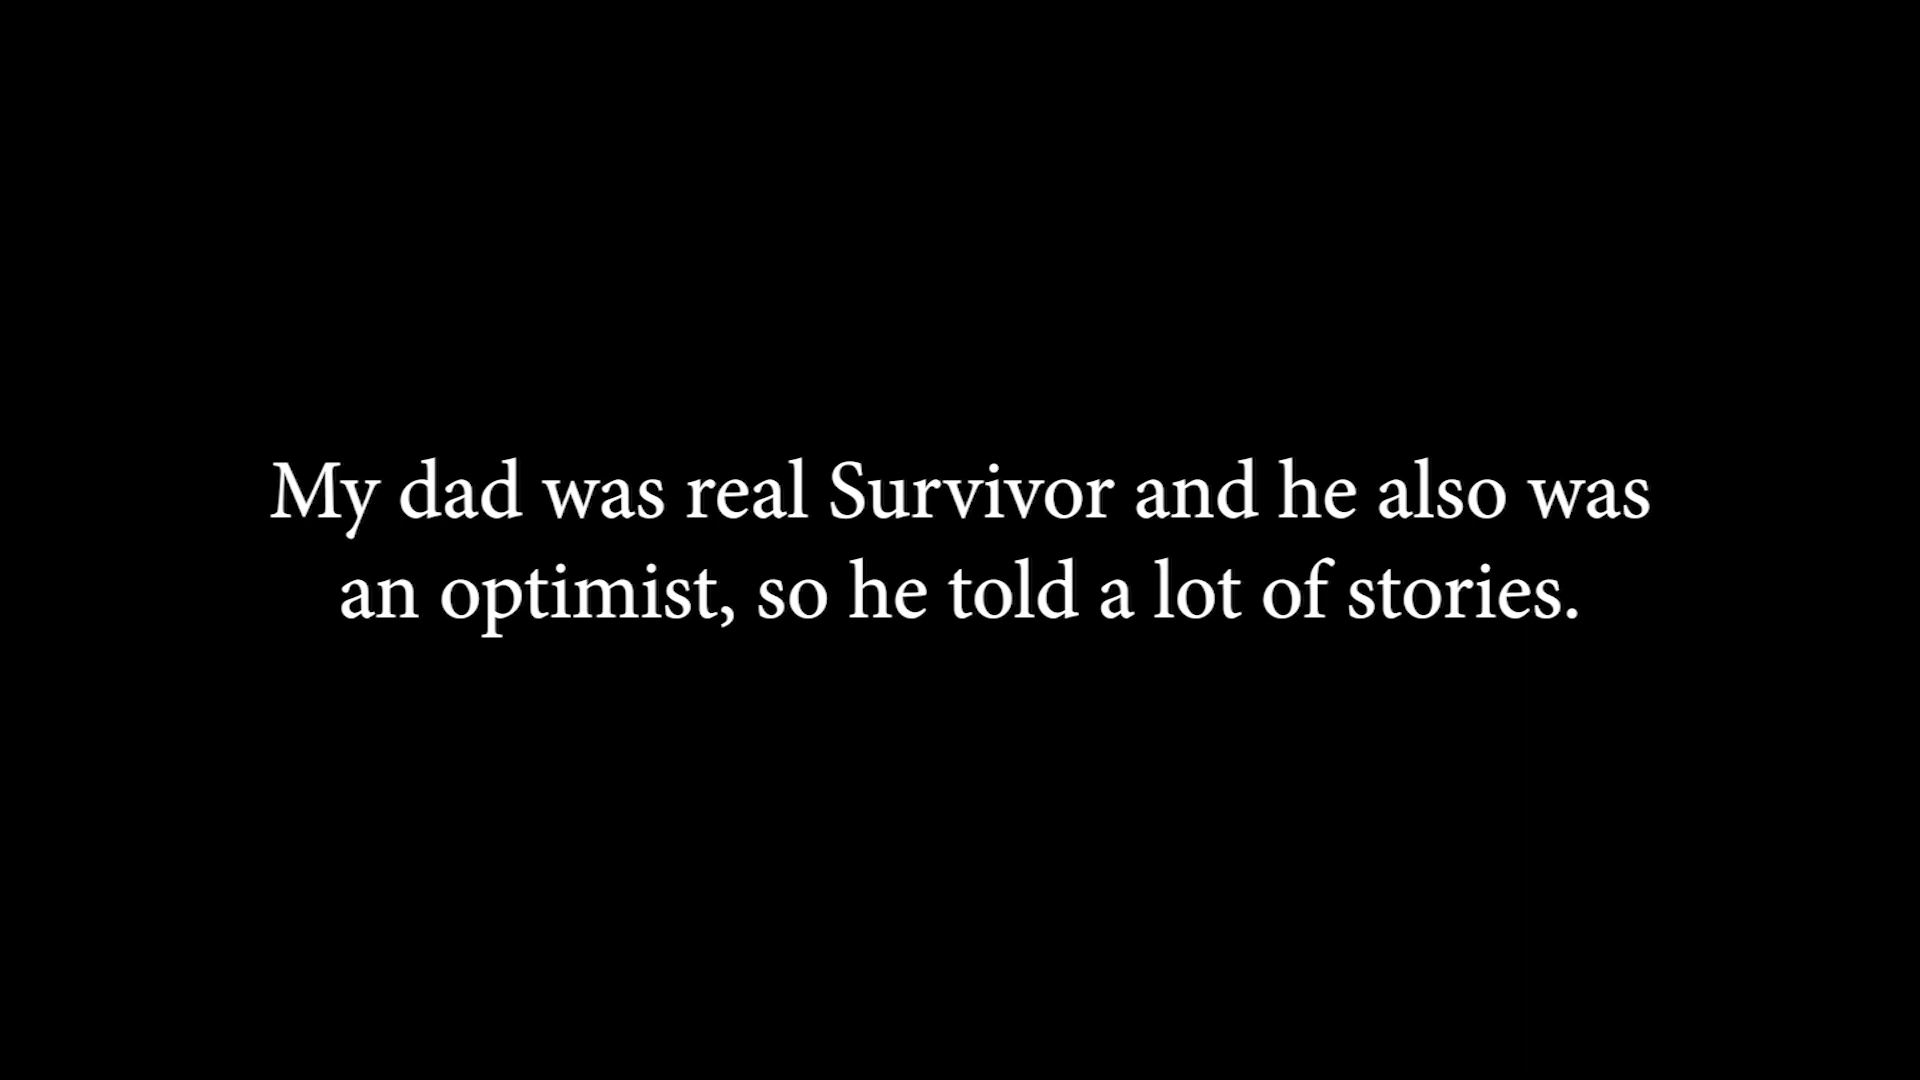 My dad was real Survivor and he also was
an optimist, so he told a lot of stories.